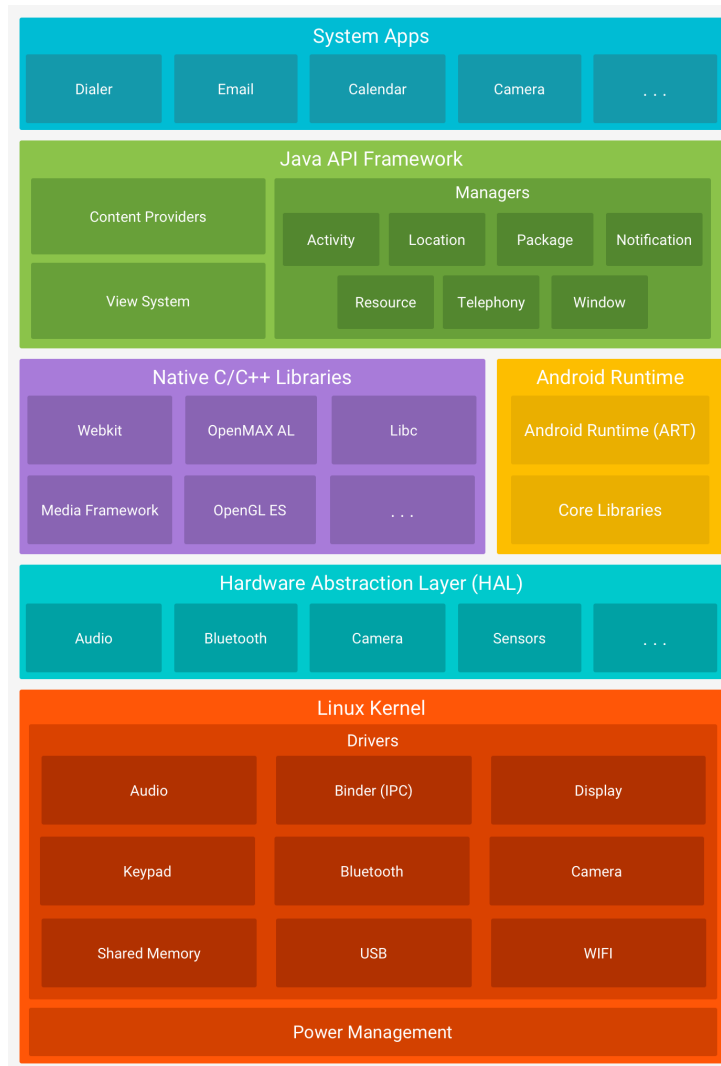 System Apps
Dialer
Email
Calendar
Camera
. . .
Java API Framework
Content Providers
View System
Managers
Activity
Location
Package
Notification
Resource
Telephony
Window
Native C/C++ Libraries
Webkit
OpenMAX AL
Libc
Media Framework
OpenGL ES
. . .
Android Runtime
Android Runtime (ART)
Core Libraries
Hardware Abstraction Layer (HAL)
Audio
Bluetooth
Camera
Sensors
. . .
Linux Kernel
Drivers
Audio
Binder (IPC)
Display
Keypad
Bluetooth
Camera
Shared Memory
USB
WIFI
Power Management